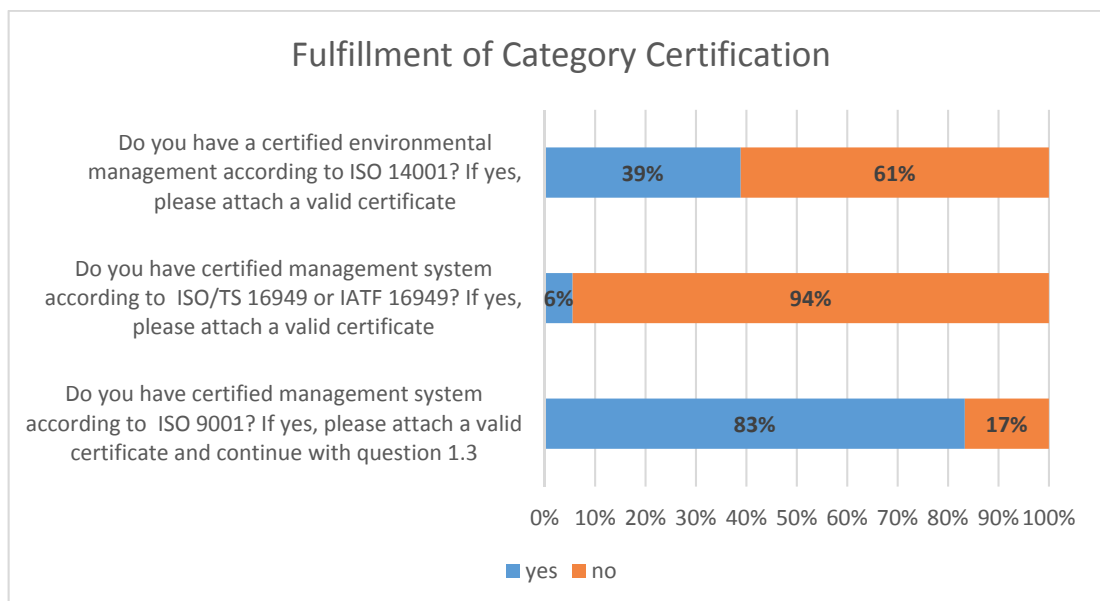 Fulfillment of Category Certification
Do you have a certified environmental
management according to ISO 14001? If yes,
please attach a valid certificate
39%
61%
Do you have certified management system
according to  ISO/TS 16949 or IATF 16949? If yes,
please attach a valid certificate
6%
94%
Do you have certified management system
according to  ISO 9001? If yes, please attach a valid
certificate and continue with question 1.3
83%
17%
0% 10% 20% 30% 40% 50% 60% 70% 80% 90% 100%
yes no